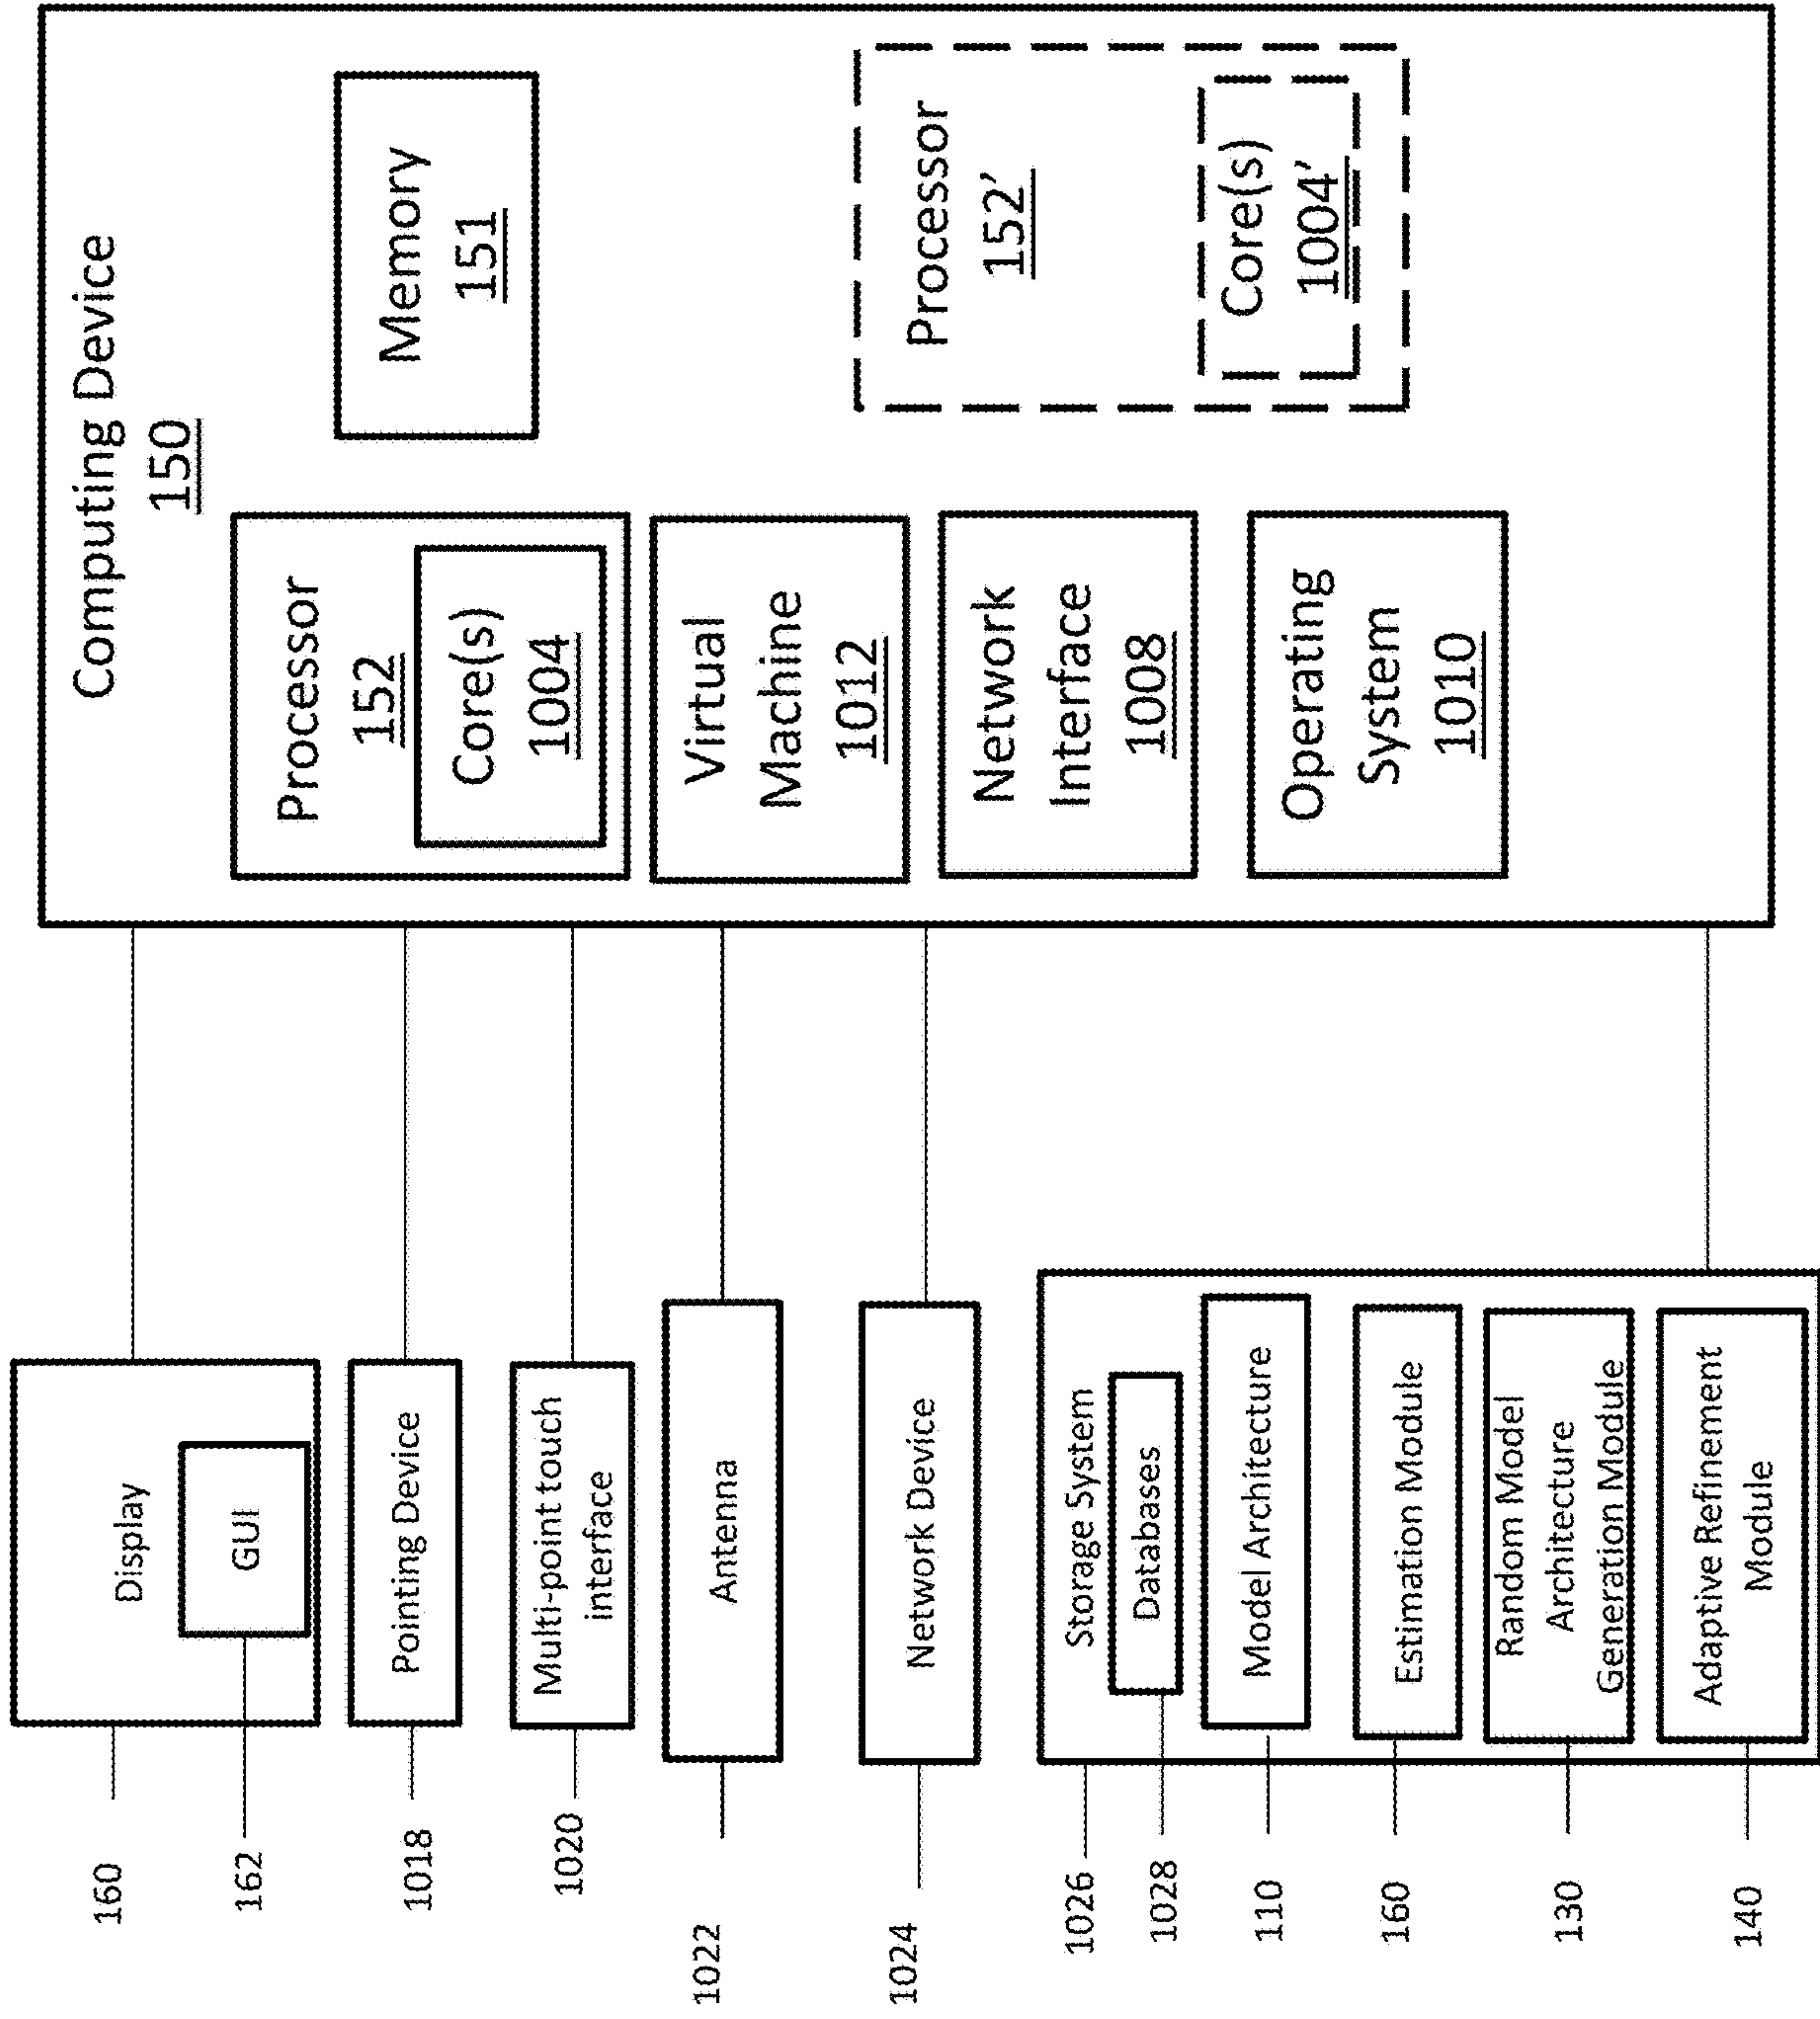 Computing Device
150
Processor
152
Core(s)
1004
Memory
151
Virtual
Machine
1012
Network
Interface
1008
Processor
152'
Core(s)
1004'
Operating
System
1010
160
Display
162
GUI
1018
Pointing Device
1020
Multi-point touch
interface
1022
Antenna
1024
Network Device
1026
Storage System
1028
Databases
110
Model Architecture
160
Estimation Module
130
Random Model
Architecture
Generation Module
140
Adaptive Refinement
Module